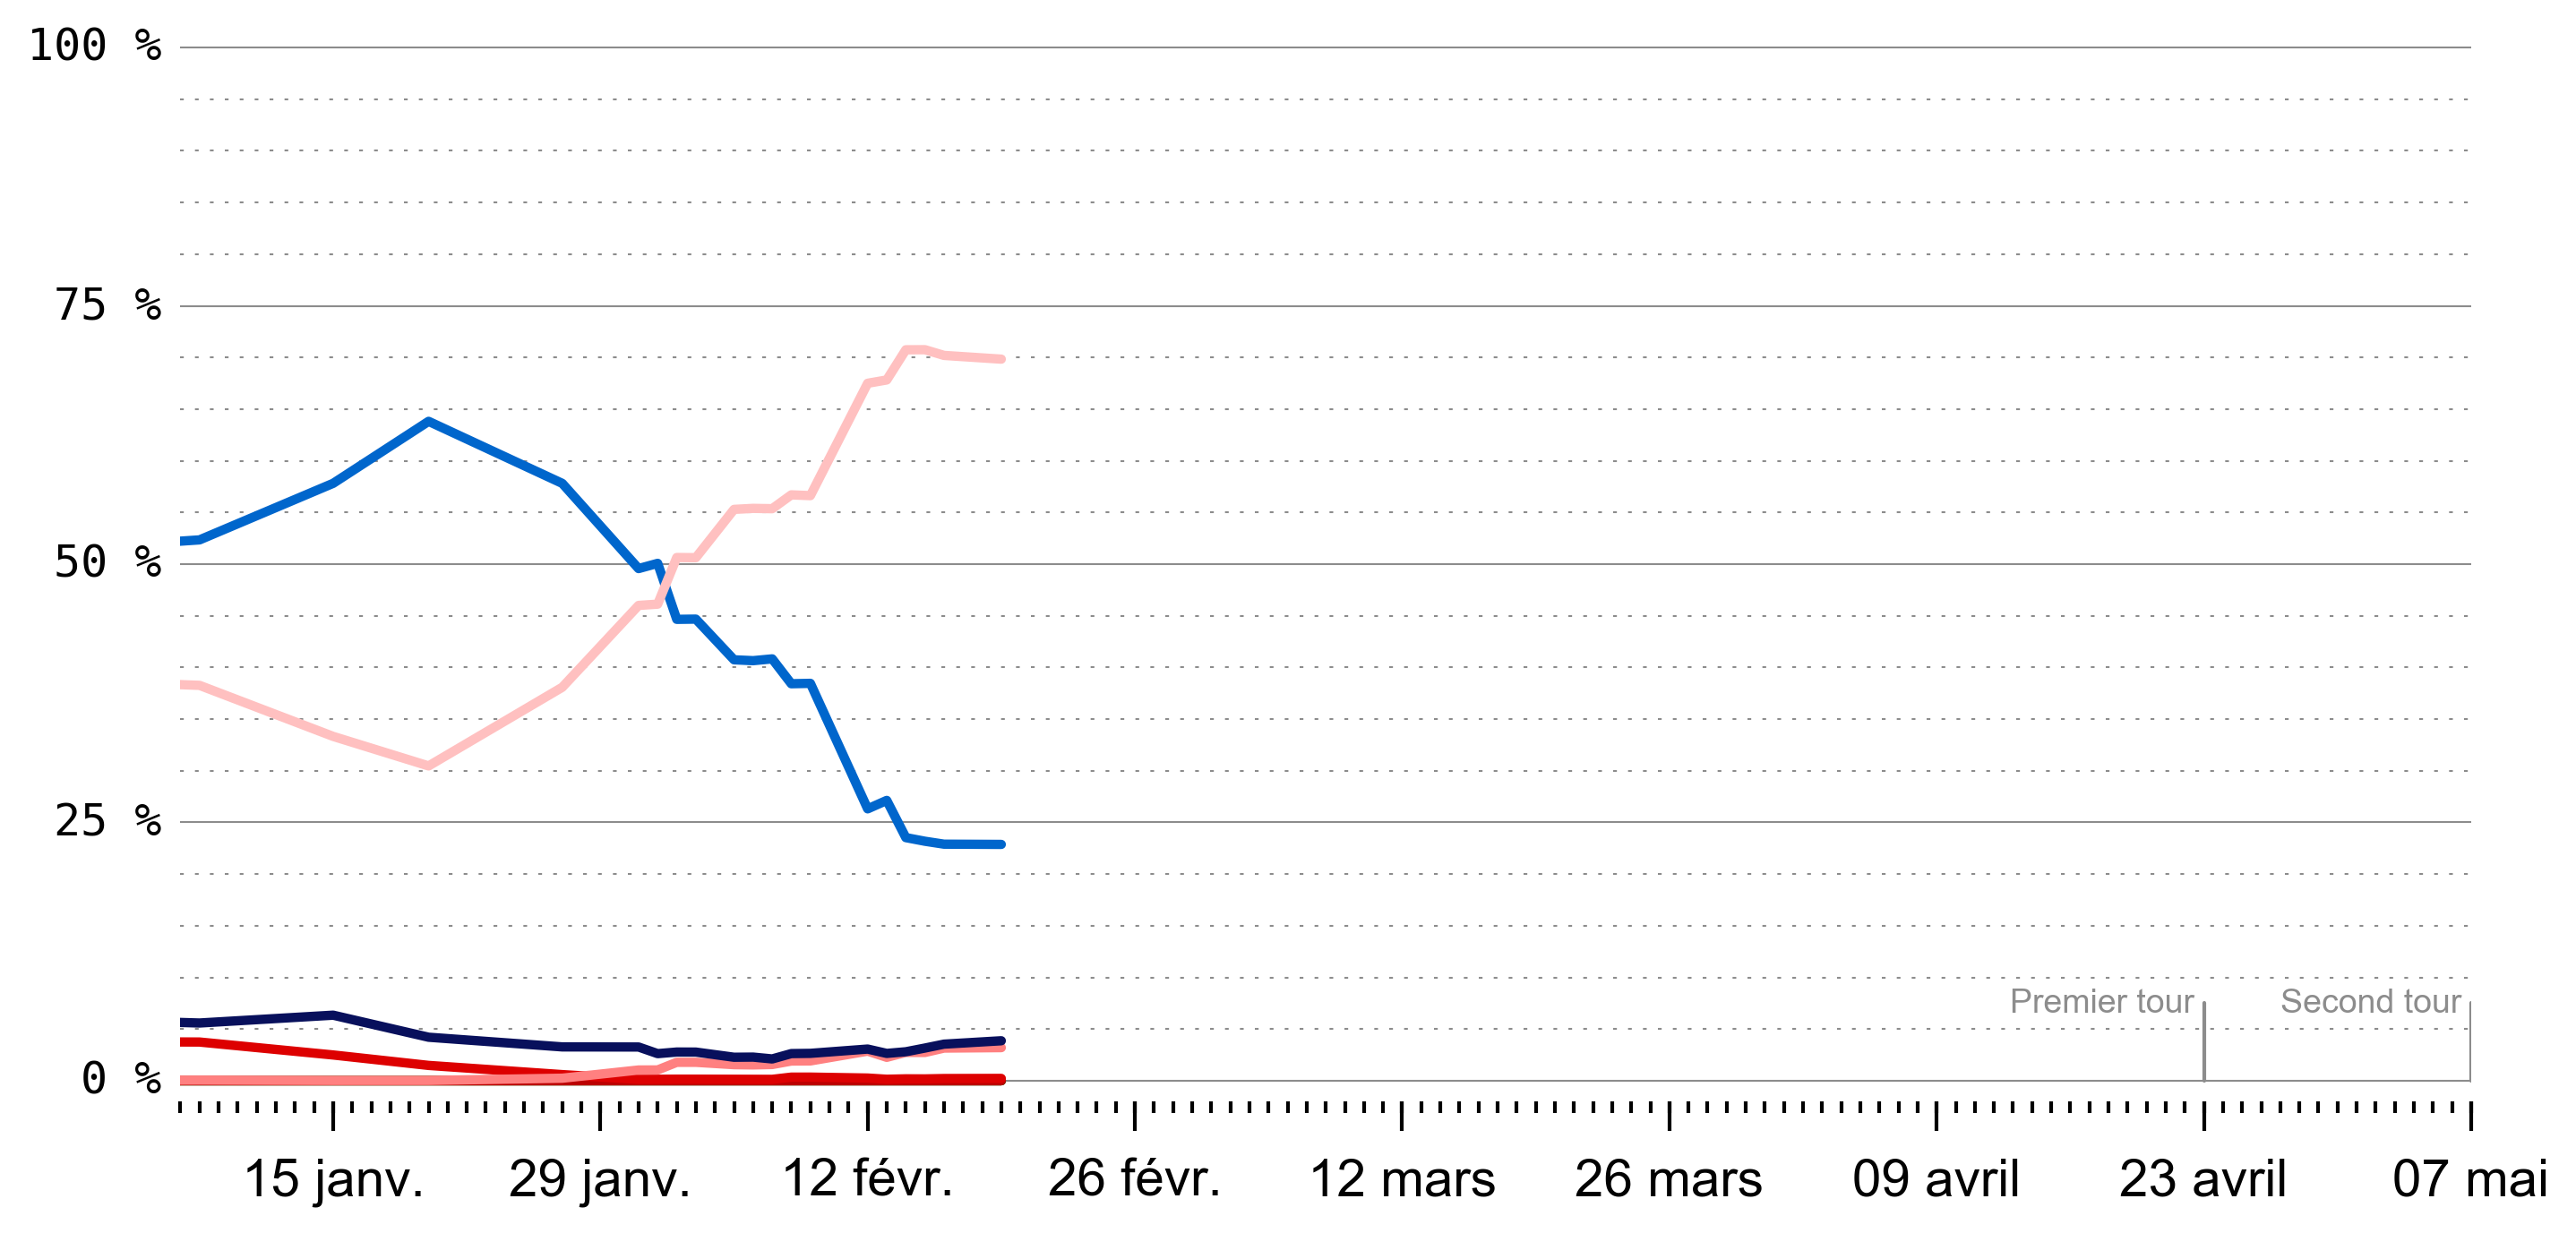 100 %
75 %
50 %
25 %
0 %
Premier tour
Second tour
15 janv.
29 janv.
12 févr.
26 févr.
12 mars
26 mars
09 avril
23 avril
07 mai